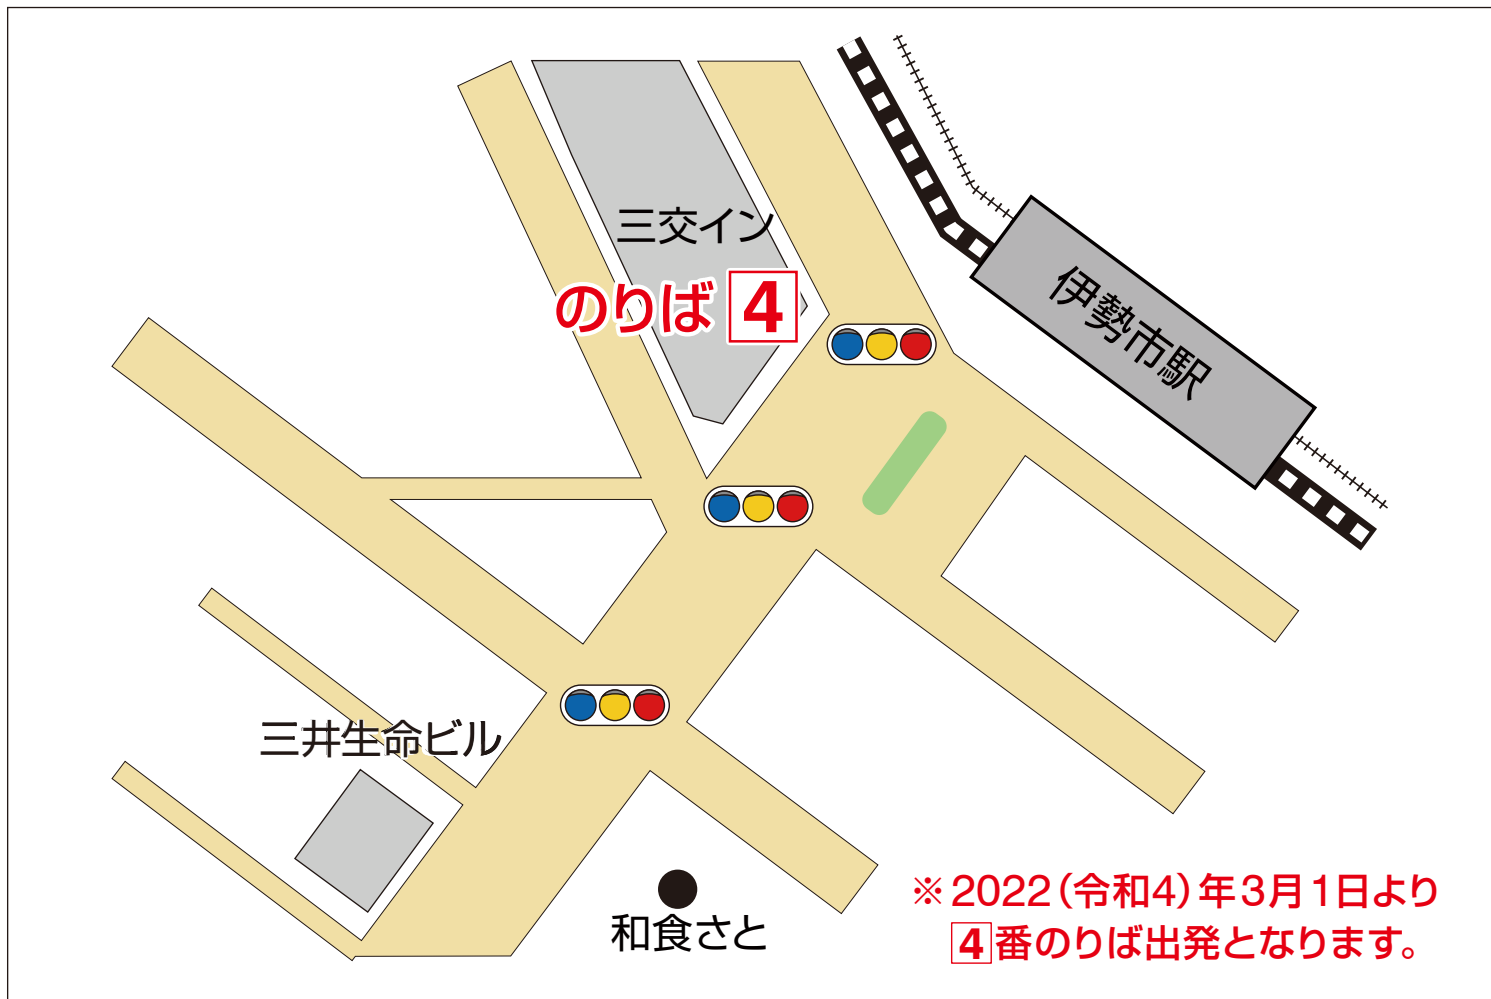 三交イン
のりば 4
伊勢市駅
三井生命ビル
和食さと
※2022(令和4)年3月1日より
4番のりば出発となります。